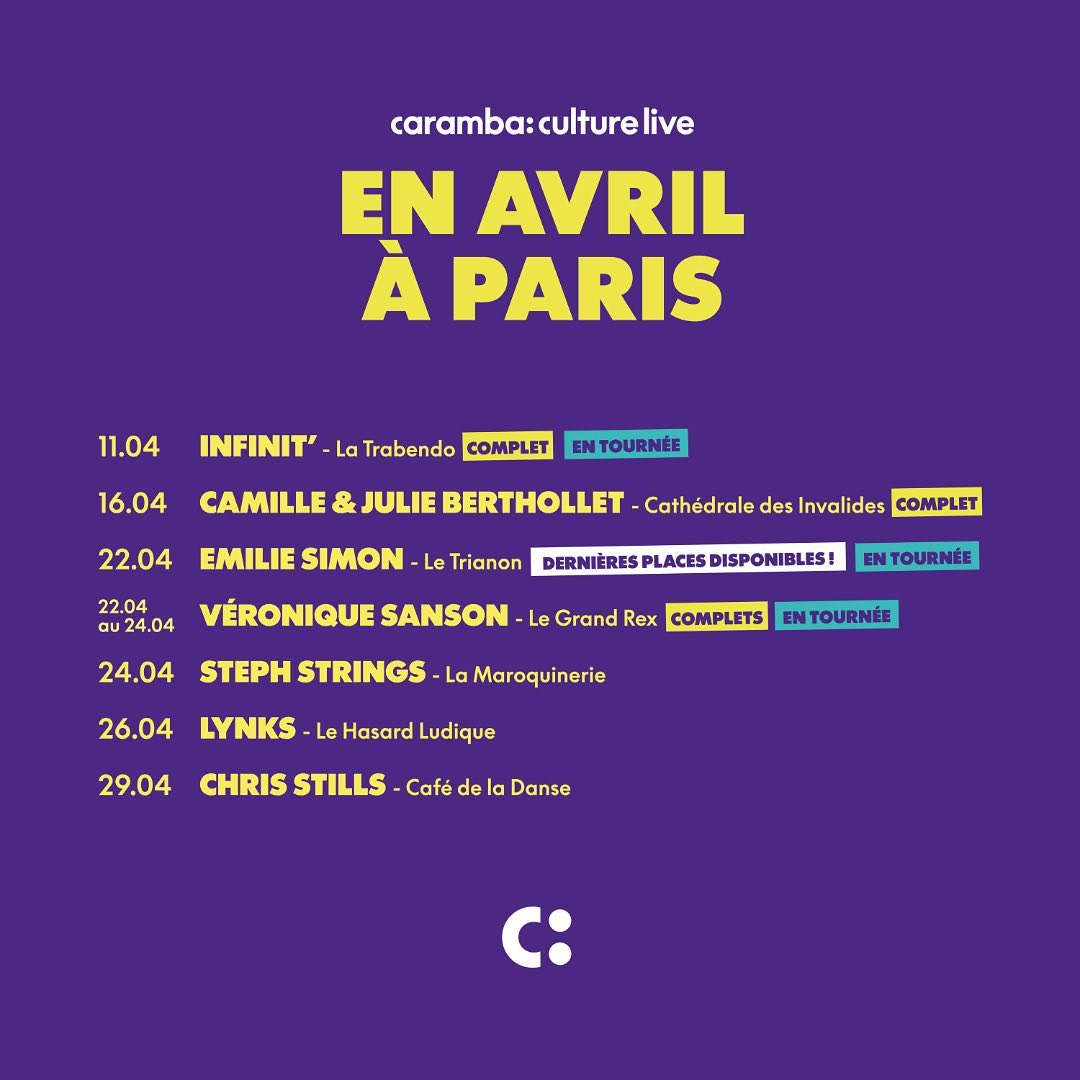 caramba: culture live
EN AVRIL
À PARIS
11.04 INFINIT' - La Trabendo COMPLET EN TOURNÉE
16.04 CAMILLE & JULIE BERTHOLLET - Cathédrale des Invalides COMPLET
22.04 EMILIE SIMON - Le Trianon DERNIÈRES PLACES DISPONIBLES ! EN TOURNÉE
22.04
au 24.04 VÉRONIQUE SANSON - Le Grand Rex COMPLETS EN TOURNÉE
24.04 STEPH STRINGS - La Maroquinerie
26.04 LYNKS - Le Hasard Ludique
29.04 CHRIS STILLS - Café de la Danse
C: